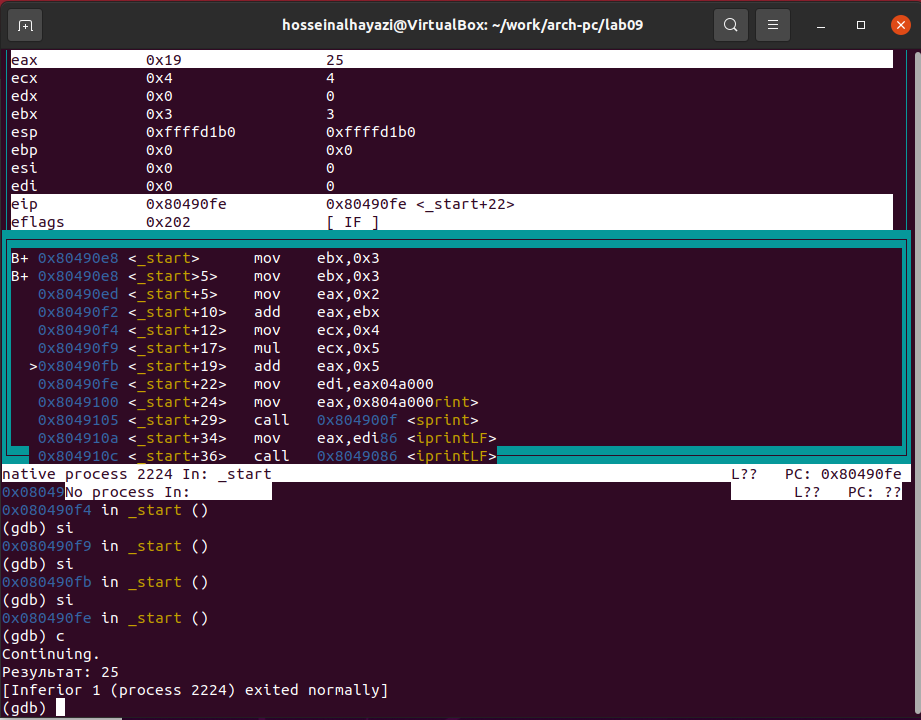 hosseinalhayazi@VirtualBox: ~/work/arch-pc/lab09
eax 0x19 25
ecx 0x4 4
edx 0x0 0
ebx 0x3 3
esp 0xffffd1b0 0xffffd1b0
ebp 0x0 0x0
esi 0x0 0
edi 0x0 0
eip 0x80490fe 0x80490fe <_start+22>
eflags 0x202 [ IF ]
B+ 0x80490e8 <_start> mov ebx,0x3
B+ 0x80490e8 <_start>5> mov ebx,0x3
0x80490ed <_start+5> mov eax,0x2
0x80490f2 <_start+10> add eax,ebx
0x80490f4 <_start+12> mov ecx,0x4
0x80490f9 <_start+17> mul ecx,0x5
>0x80490fb <_start+19> add eax,0x5
0x80490fe <_start+22> mov edi,eax04a000
0x8049100 <_start+24> mov eax,0x804a000rint>
0x8049105 <_start+29> call 0x804900f <sprint>
0x804910a <_start+34> mov eax,edi86 <iprintLF>
0x804910c <_start+36> call 0x8049086 <iprintLF>
native process 2224 In: _start L?? PC: 0x80490fe
0x08049No process In: L?? PC: ??
0x080490f4 in _start ()
(gdb) si
0x080490f9 in _start ()
(gdb) si
0x080490fb in _start ()
(gdb) si
0x080490fe in _start ()
(gdb) c
Continuing.
Результат: 25
[Inferior 1 (process 2224) exited normally]
(gdb)